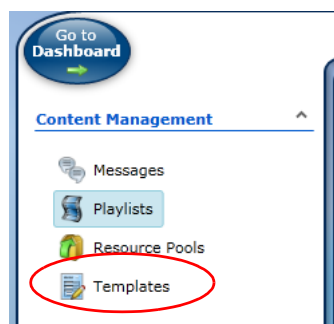 Go to
Dashboard
Content Management
Messages
Playlists
Resource Pools
Templates